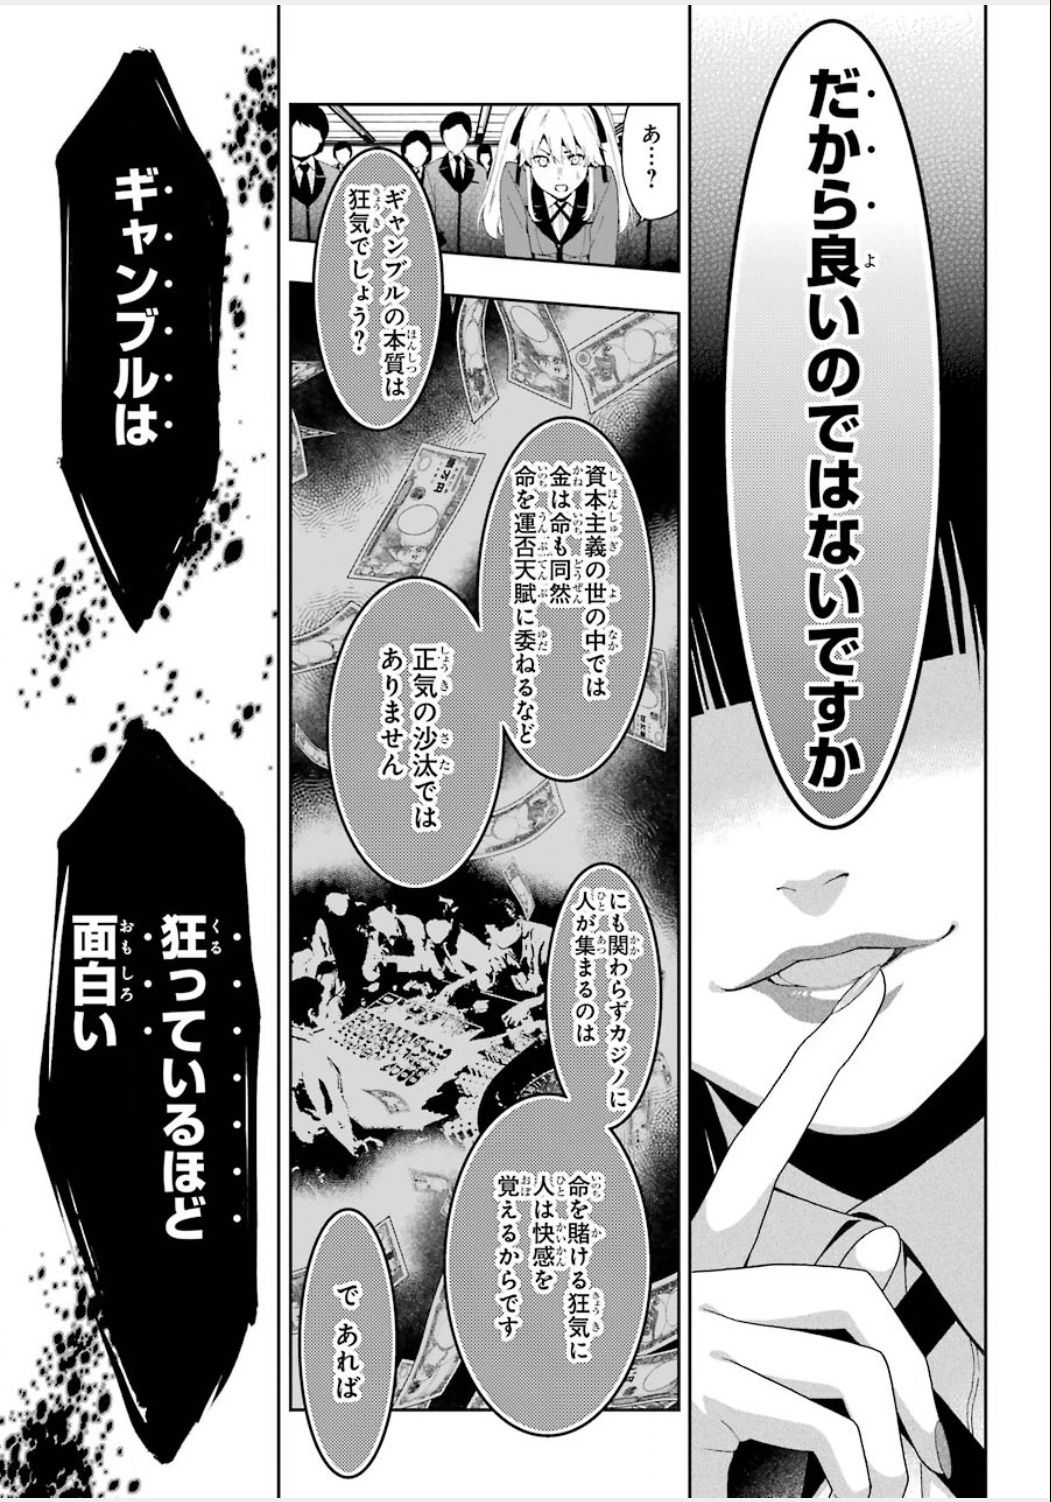 だから良いのではないですか
あ…?
ギャンブルの本質は
狂気でしょう?
資本主義の世の中では
金は命も同然
命を運否天賦に委ねるなど
正気の沙汰では
ありません
にも関わらずカジノに
人が集まるのは
命を賭ける狂気に
人は快感を
覚えるからです
で あれば
ギャンブルは
狂っているほど
面白い